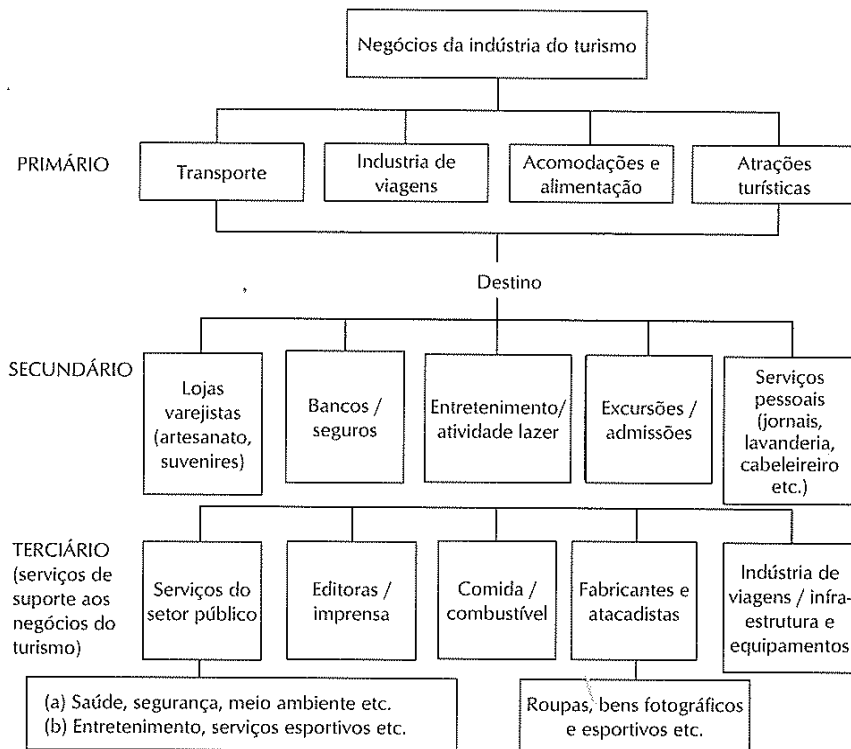 Negócios da indústria do turismo
PRIMÁRIO
Transporte
Industria de
viagens
Acomodações e
alimentação
Atrações
turísticas
Destino
SECUNDÁRIO
Lojas
varejistas
(artesanato,
suvenires)
Bancos /
seguros
Entretenimento/
atividade lazer
Excursões /
admissões
Serviços
pessoais
(jornais,
lavanderia,
cabeleireiro
etc.)
TERCIÁRIO
(serviços de
suporte aos
negócios do
turismo)
Serviços do
setor público
Editoras /
imprensa
Comida /
combustível
Fabricantes e
atacadistas
Indústria de
viagens / infra-
estrutura e
equipamentos
(a) Saúde, segurança, meio ambiente etc.
(b) Entretenimento, serviços esportivos etc.
Roupas, bens fotográficos
e esportivos etc.